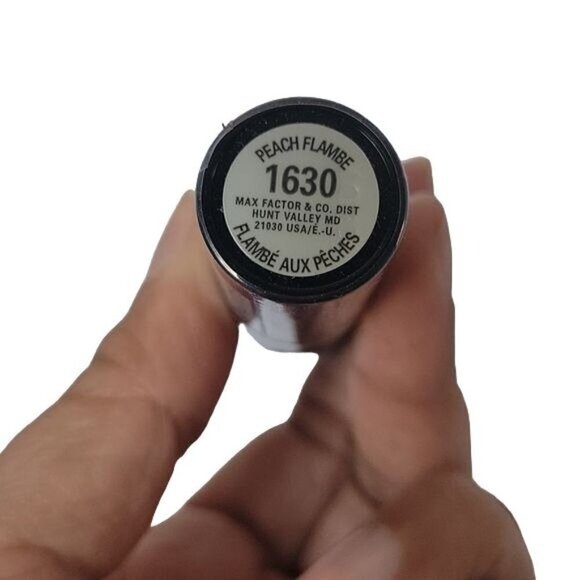 PEACH FLAMBE
1630
MAX FACTOR & CO. DIST
HUNT VALLEY MD
21030 USA/É.-U.
FLAMBÉ AUX PÊCHES